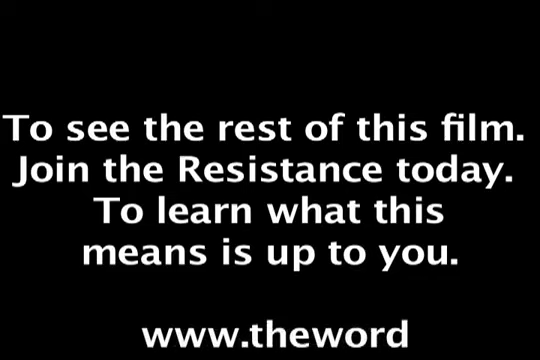 To see the rest of this film.
Join the Resistance today.
To learn what this
means is up to you.
www.theword